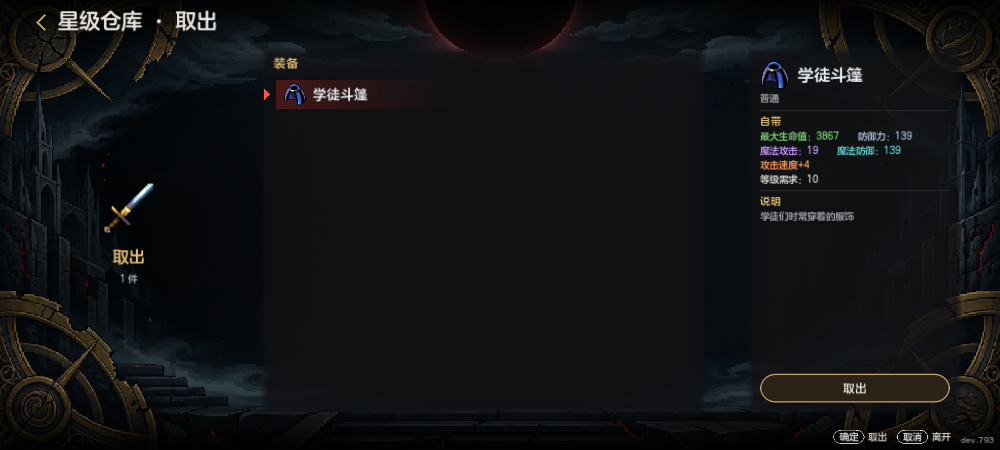 星级仓库 · 取出
装备
学徒斗篷
取出
1 件
学徒斗篷
普通
自带
最大生命值: 3867 防御力: 139
魔法攻击: 19 魔法防御: 139
攻击速度+4
等级需求: 10
说明
学徒们时常穿着的服饰
取出
确定 取出 取消 离开 dev.793